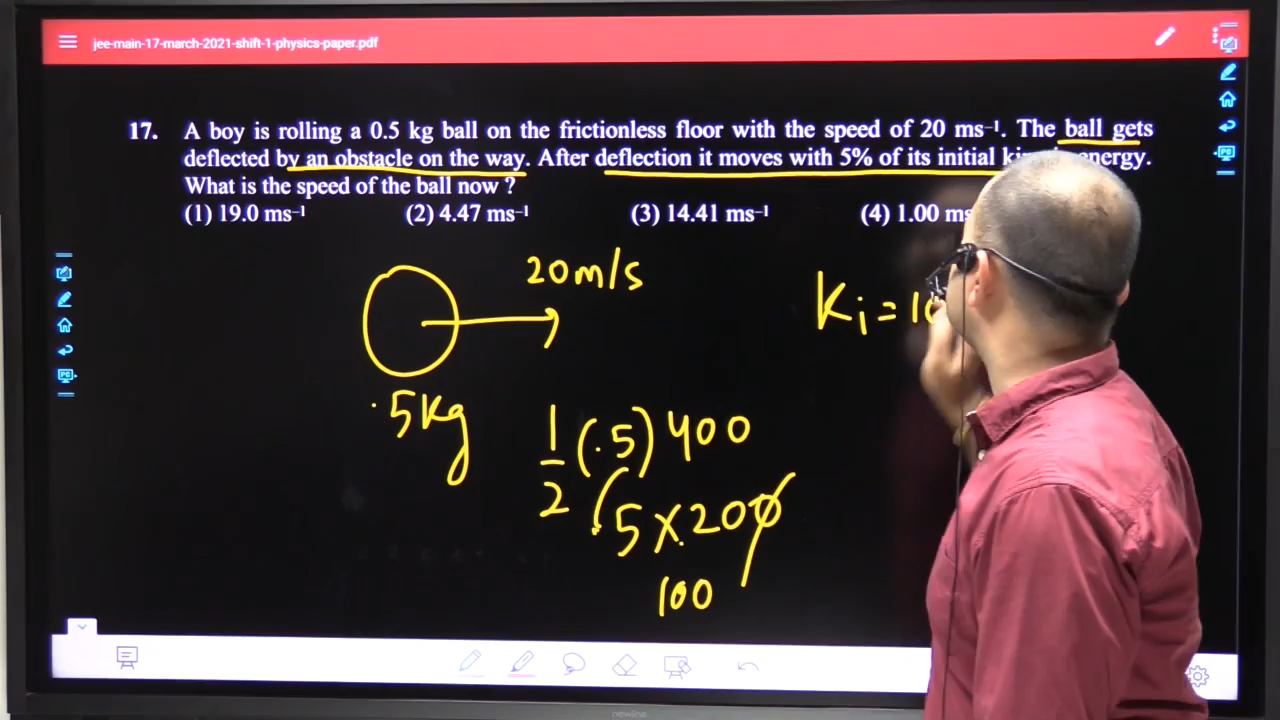 jee-main-17-march-2021-shift-1-physics-paper.pdf
17. A boy is rolling a 0.5 kg ball on the frictionless floor with the speed of 20 ms⁻¹. The ball gets
deflected by an obstacle on the way. After deflection it moves with 5% of its initial energy.
What is the speed of the ball now ?
(1) 19.0 ms⁻¹ (2) 4.47 ms⁻¹ (3) 14.41 ms⁻¹ (4) 1.00
20m/s
Ki =
.5kg
1/2 (.5) 400
.5 x 200
100
PC
PC
newline